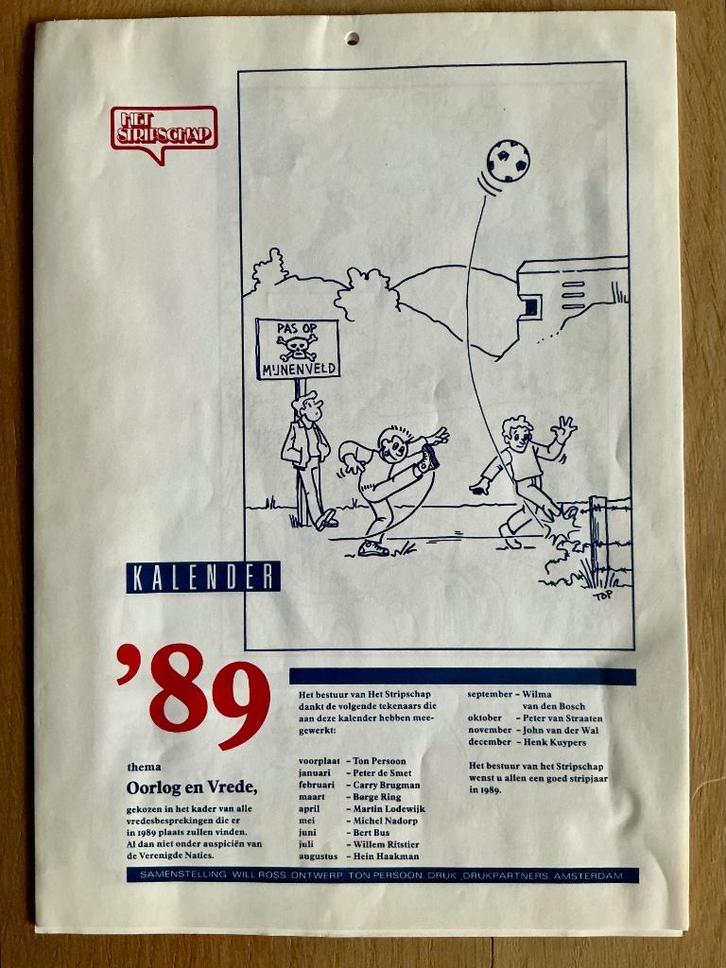 HET
STRIPSCHAP
PAS OP
MIJNENVELD
TOP
KALENDER
'89
thema
Oorlog en Vrede,
gekozen in het kader van alle
vredesbesprekingen die er
in 1989 plaats zullen vinden.
Al dan niet onder auspiciën van
de Verenigde Naties.
Het bestuur van Het Stripschap
dankt de volgende tekenaars die
aan deze kalender hebben mee-
gewerkt:
voorplaat – Ton Persoon
januari – Peter de Smet
februari – Carry Brugman
maart – Børge Ring
april – Martin Lodewijk
mei – Michel Nadorp
juni – Bert Bus
juli – Willem Ritstier
augustus – Hein Haakman
september – Wilma
van den Bosch
oktober – Peter van Straaten
november – John van der Wal
december – Henk Kuypers
Het bestuur van het Stripschap
wenst u allen een goed stripjaar
in 1989.
SAMENSTELLING WILL ROSS. ONTWERP TON PERSOON. DRUK DRUKPARTNERS AMSTERDAM